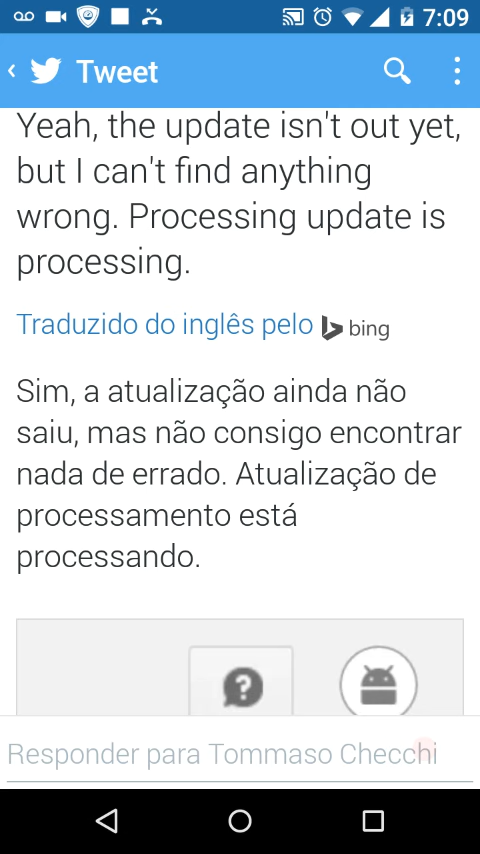 7:09
Tweet
Yeah, the update isn't out yet,
but I can't find anything
wrong. Processing update is
processing.
Traduzido do inglês pelo bing
Sim, a atualização ainda não
saiu, mas não consigo encontrar
nada de errado. Atualização de
processamento está
processando.
?
Responder para Tommaso Checchi